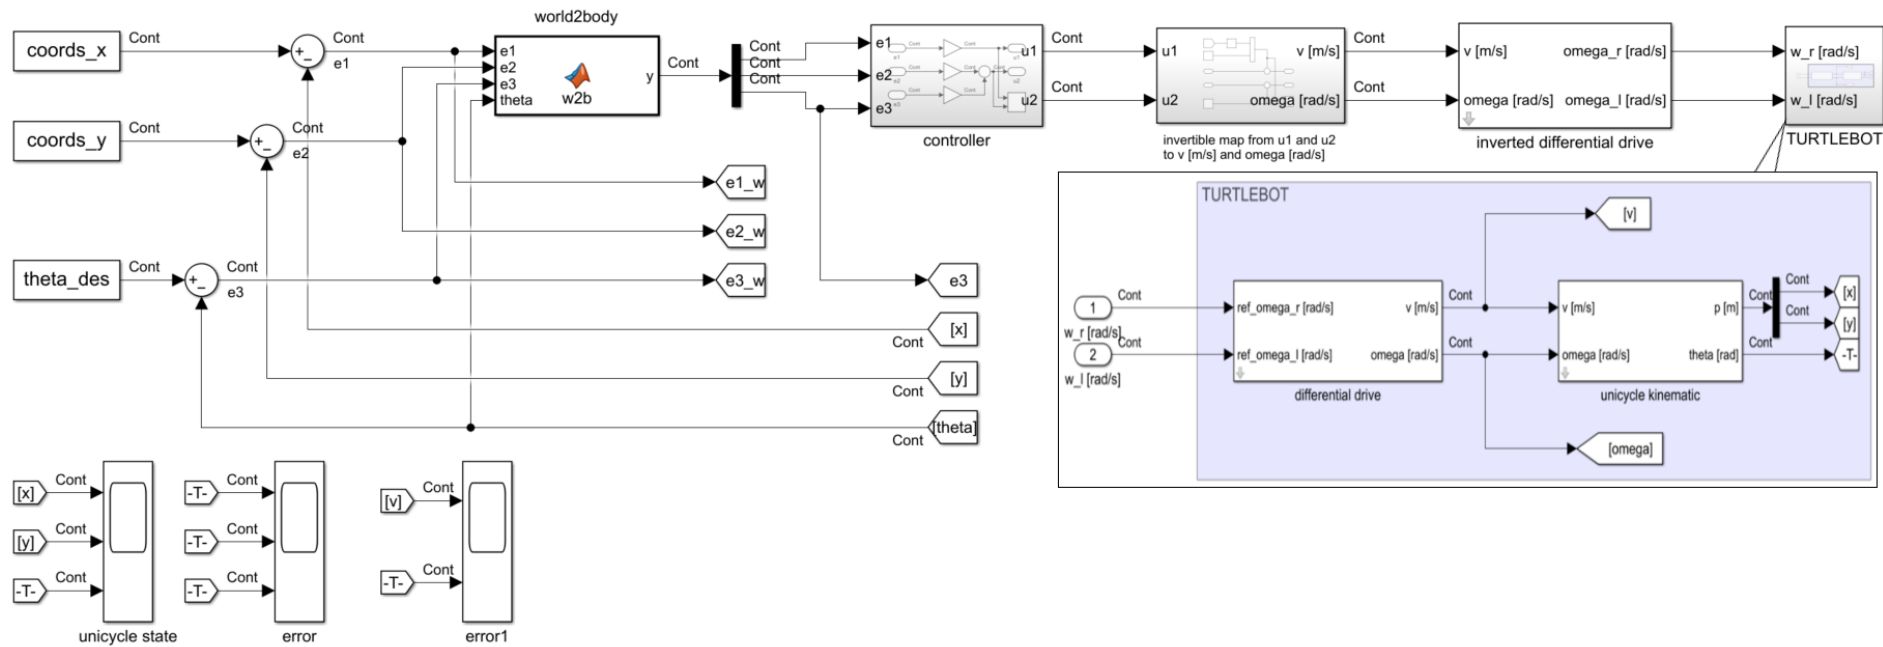 world2body
coords_x
Cont
+
_
Cont
e1
e1
e2
e3
theta
w2b
y
Cont
Cont
Cont
Cont
e1
e2
e3
u1
u2
controller
Cont
Cont
u1
u2
v [m/s]
omega [rad/s]
invertible map from u1 and u2
to v [m/s] and omega [rad/s]
Cont
Cont
v [m/s]
omega [rad/s]
omega_r [rad/s]
omega_l [rad/s]
inverted differential drive
w_r [rad/s]
w_l [rad/s]
TURTLEBOT
coords_y
Cont
+
_
Cont
e2
e1_w
e2_w
theta_des
Cont
+
_
Cont
e3
e3_w
e3
[x]
Cont
[y]
Cont
[theta]
Cont
TURTLEBOT
[v]
1
Cont
w_r [rad/s]
2
Cont
w_l [rad/s]
ref_omega_r [rad/s]
ref_omega_l [rad/s]
v [m/s]
omega [rad/s]
differential drive
Cont
Cont
v [m/s]
omega [rad/s]
p [m]
theta [rad]
unicycle kinematic
Cont
Cont
Cont
Cont
[x]
[y]
-T-
[omega]
[x]
Cont
[y]
Cont
-T-
Cont
unicycle state
-T-
Cont
-T-
Cont
-T-
Cont
error
[v]
Cont
-T-
Cont
error1